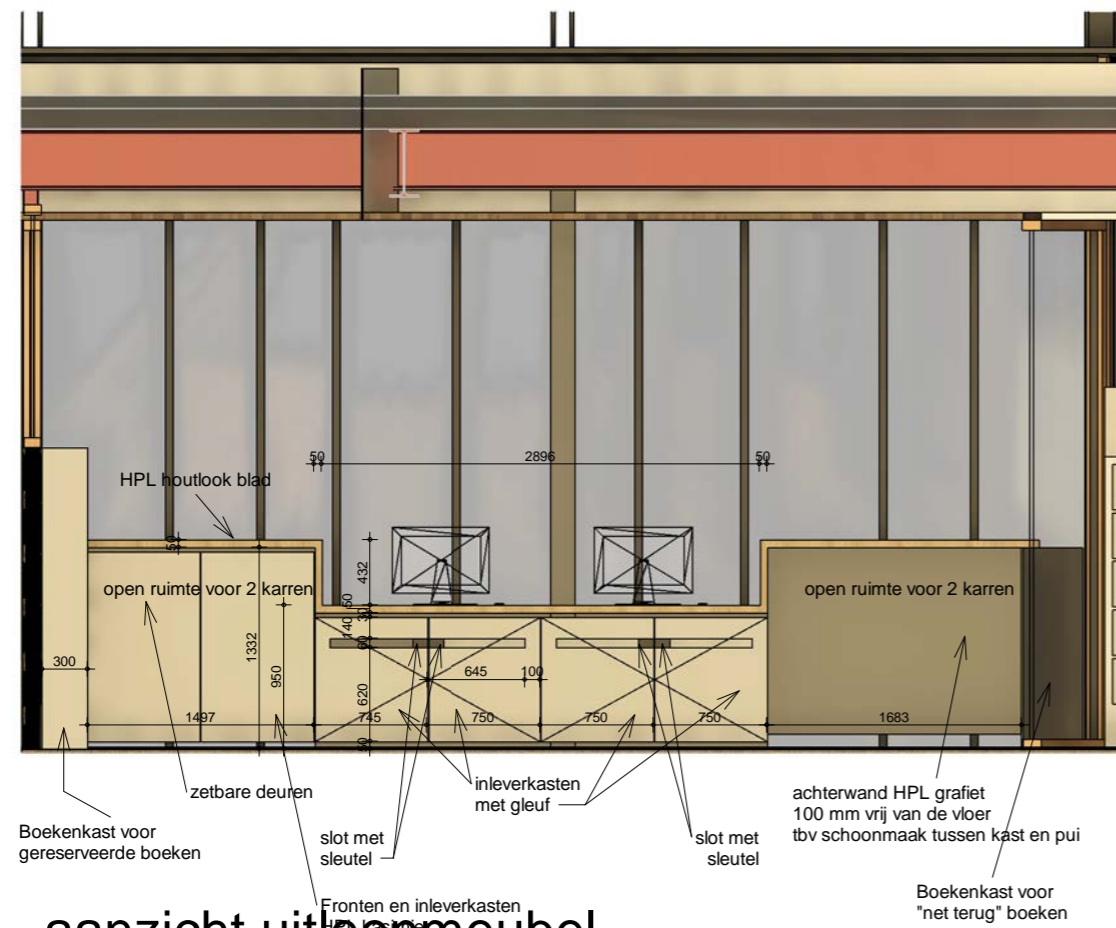 50
2896
50
HPL houtlook blad
50
432
open ruimte voor 2 karren
open ruimte voor 2 karren
50
30
140
60
1332
950
300
645
100
620
1497
745
750
750
750
1683
50
zetbare deuren
inleverkasten
met gleuf
achterwand HPL grafiet
100 mm vrij van de vloer
tbv schoonmaak tussen kast en pui
Boekenkast voor
gereserveerde boeken
slot met
sleutel
slot met
sleutel
Fronten en inleverkasten
Boekenkast voor
"net terug" boeken
aanzicht